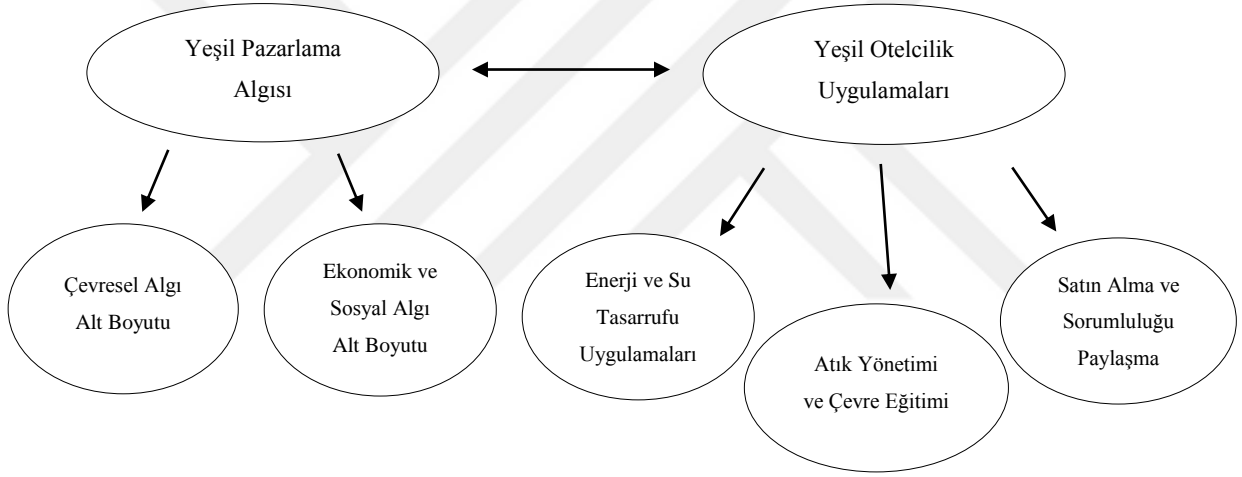 Yeşil Pazarlama
Algısı
Yeşil Otelcilik
Uygulamaları
Çevresel Algı
Alt Boyutu
Ekonomik ve
Sosyal Algı
Alt Boyutu
Enerji ve Su
Tasarrufu
Uygulamaları
Atık Yönetimi
ve Çevre Eğitimi
Satın Alma ve
Sorumluluğu
Paylaşma